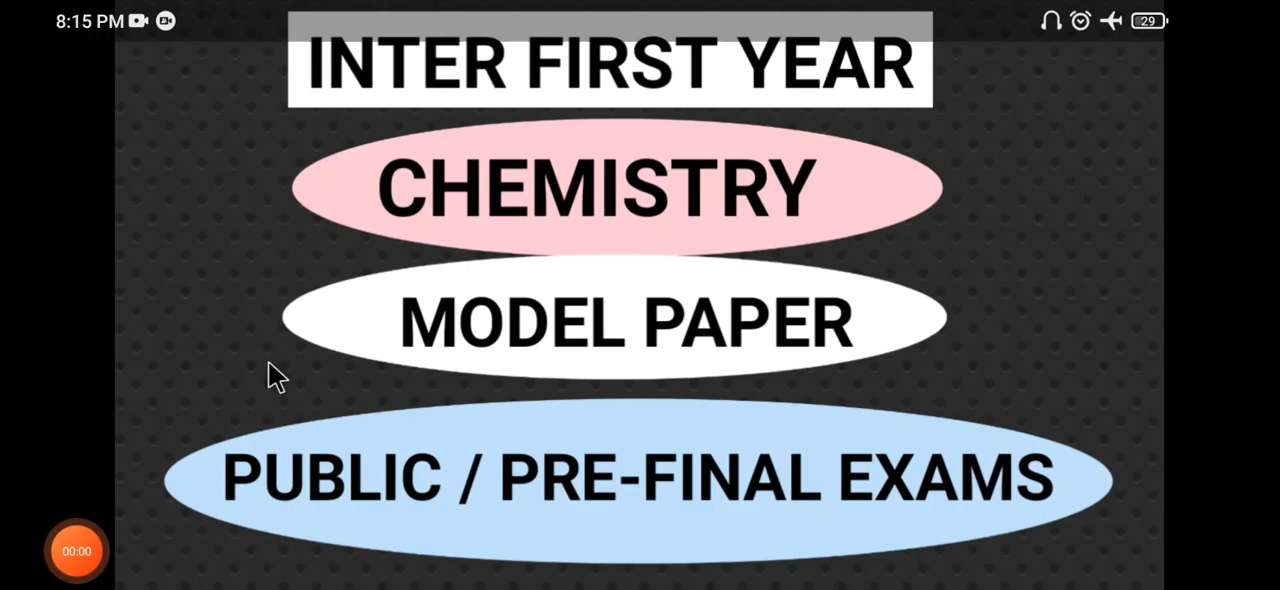 8:15 PM
29
INTER FIRST YEAR
CHEMISTRY
MODEL PAPER
PUBLIC / PRE-FINAL EXAMS
00:00